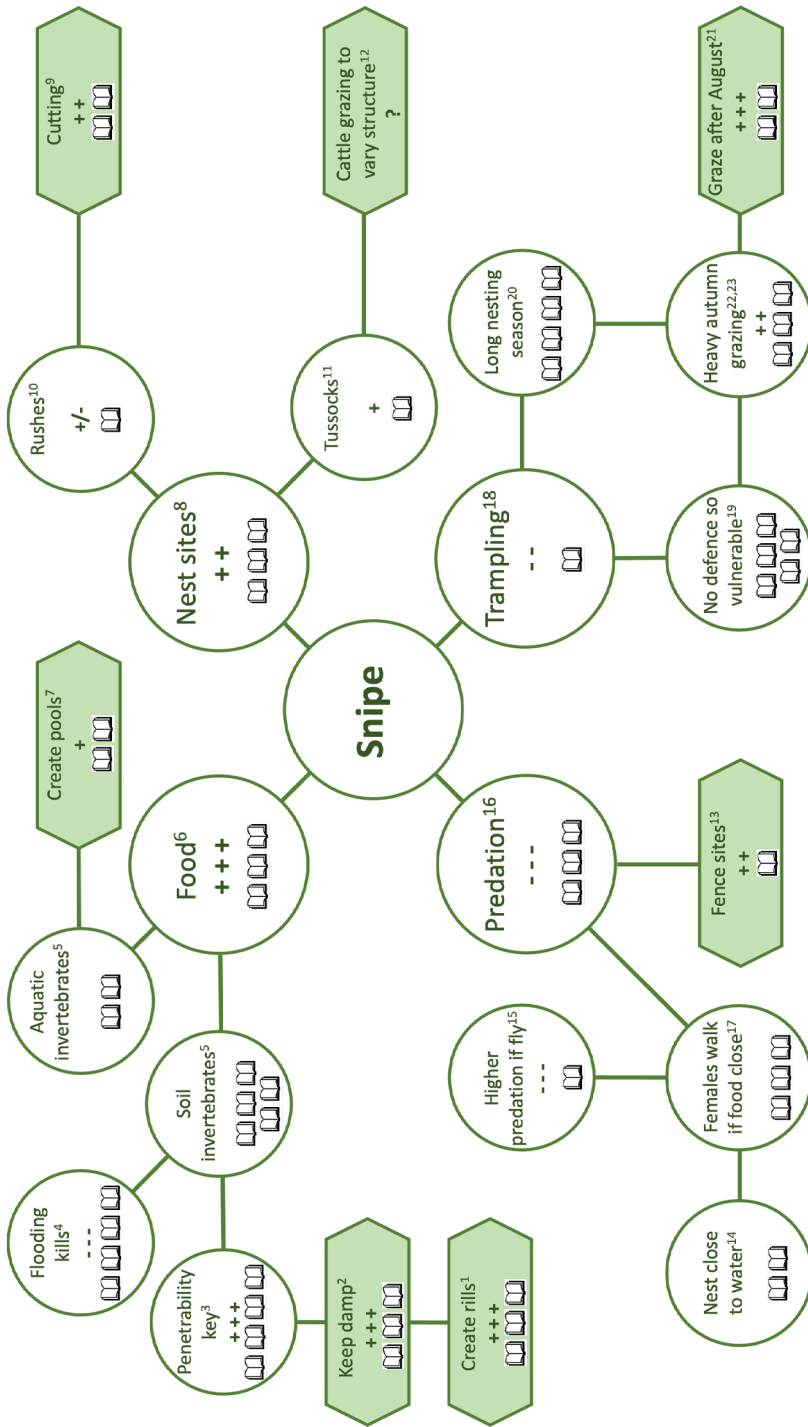 Flooding
kills⁴
- - -
Aquatic
invertebrates⁵
Create pools⁷
+
Rushes¹⁰
+/-
Cutting⁹
+ +
Penetrability
key³
+ + +
Soil
invertebrates⁵
Food⁶
+ + +
Nest sites⁸
+ +
Keep damp²
+ + +
Snipe
Tussocks¹¹
+
Cattle grazing to
vary structure¹²
?
Create rills¹
+ + +
Higher
predation if fly¹⁵
- - -
Predation¹⁶
- - -
Trampling¹⁸
- -
Long nesting
season²⁰
Nest close
to water¹⁴
Females walk
if food close¹⁷
Fence sites¹³
+ +
No defence so
vulnerable¹⁹
Heavy autumn
grazing²²,²³
+ +
Graze after August²¹
+ + +